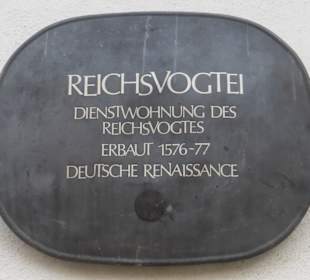 REICHSVOGTEI
DIENSTWOHNUNG DES
REICHSVOGTES
ERBAUT 1576-77
DEUTSCHE RENAISSANCE